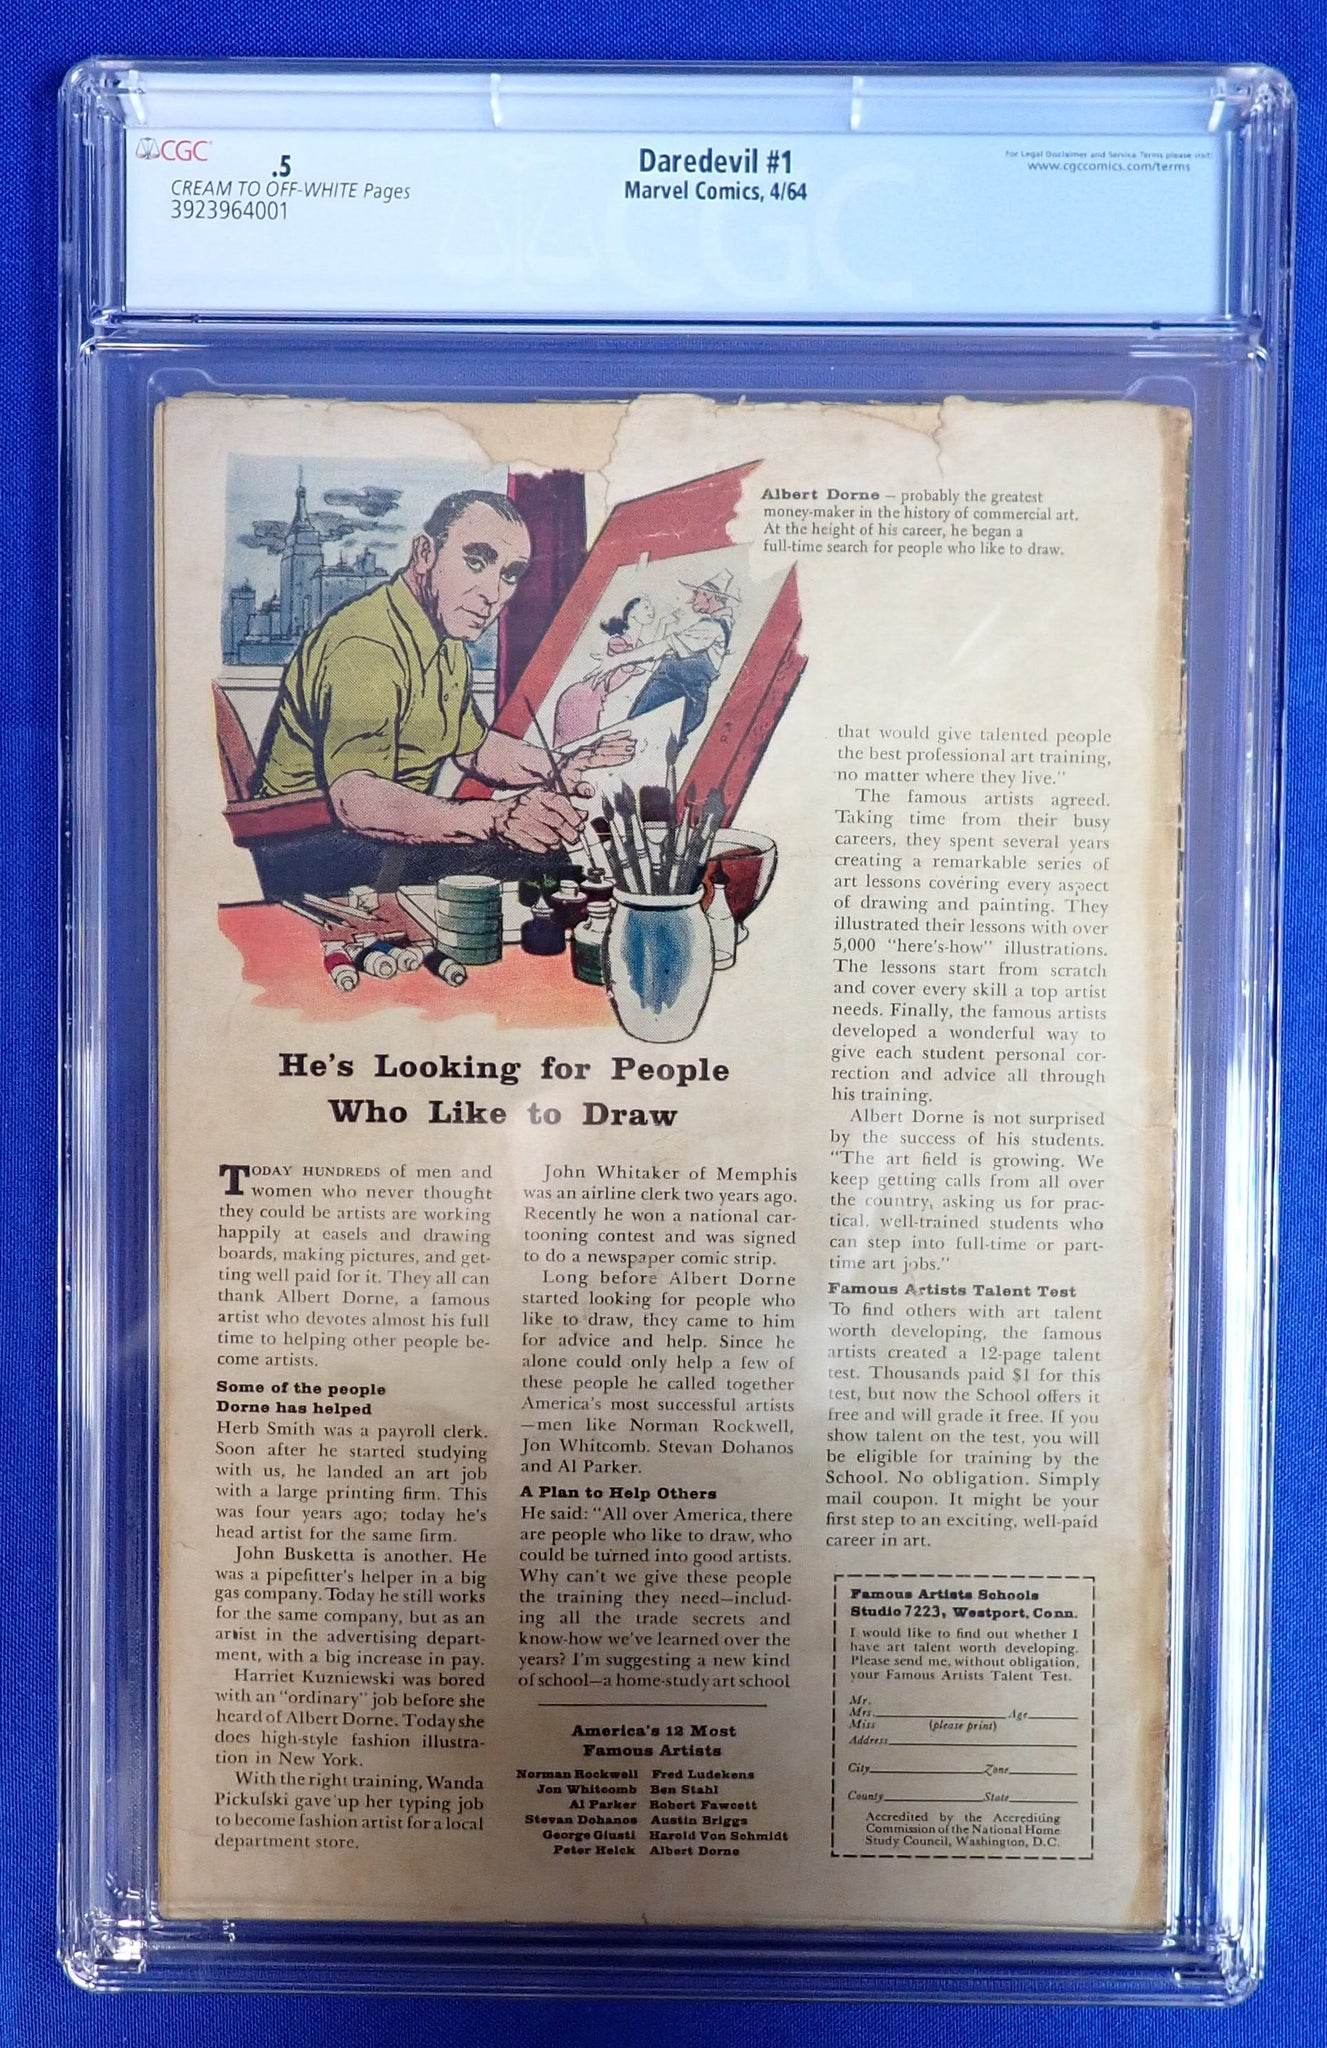 CGC
.5
CREAM TO OFF-WHITE Pages
3923964001
Daredevil #1
Marvel Comics, 4/64
For Legal Disclaimer and Service Terms please visit:
www.cgccomics.com/terms
CGC
Albert Dorne — probably the greatest
money-maker in the history of commercial art.
At the height of his career, he began a
full-time search for people who like to draw.
He's Looking for People
Who Like to Draw
TODAY HUNDREDS of men and
women who never thought
they could be artists are working
happily at easels and drawing
boards, making pictures, and get-
ting well paid for it. They all can
thank Albert Dorne, a famous
artist who devotes almost his full
time to helping other people be-
come artists.
Some of the people
Dorne has helped
Herb Smith was a payroll clerk.
Soon after he started studying
with us, he landed an art job
with a large printing firm. This
was four years ago; today he's
head artist for the same firm.
John Busketta is another. He
was a pipefitter's helper in a big
gas company. Today he still works
for the same company, but as an
artist in the advertising depart-
ment, with a big increase in pay.
Harriet Kuzniewski was bored
with an "ordinary" job before she
heard of Albert Dorne. Today she
does high-style fashion illustra-
tion in New York.
With the right training, Wanda
Pickulski gave up her typing job
to become fashion artist for a local
department store.
John Whitaker of Memphis
was an airline clerk two years ago.
Recently he won a national car-
tooning contest and was signed
to do a newspaper comic strip.
Long before Albert Dorne
started looking for people who
like to draw, they came to him
for advice and help. Since he
alone could only help a few of
these people he called together
America's most successful artists
—men like Norman Rockwell,
Jon Whitcomb. Stevan Dohanos
and Al Parker.
A Plan to Help Others
He said: "All over America, there
are people who like to draw, who
could be turned into good artists.
Why can't we give these people
the training they need—includ-
ing all the trade secrets and
know-how we've learned over the
years? I'm suggesting a new kind
of school—a home-study art school
America's 12 Most
Famous Artists
Norman Rockwell Fred Ludekens
Jon Whitcomb Ben Stahl
Al Parker Robert Fawcett
Stevan Dohanos Austin Briggs
George Giusti Harold Von Schmidt
Peter Helck Albert Dorne
that would give talented people
the best professional art training,
no matter where they live."
The famous artists agreed.
Taking time from their busy
careers, they spent several years
creating a remarkable series of
art lessons covering every aspect
of drawing and painting. They
illustrated their lessons with over
5,000 "here's-how" illustrations.
The lessons start from scratch
and cover every skill a top artist
needs. Finally, the famous artists
developed a wonderful way to
give each student personal cor-
rection and advice all through
his training.
Albert Dorne is not surprised
by the success of his students.
"The art field is growing. We
keep getting calls from all over
the country, asking us for prac-
tical, well-trained students who
can step into full-time or part-
time art jobs."
Famous Artists Talent Test
To find others with art talent
worth developing, the famous
artists created a 12-page talent
test. Thousands paid $1 for this
test, but now the School offers it
free and will grade it free. If you
show talent on the test, you will
be eligible for training by the
School. No obligation. Simply
mail coupon. It might be your
first step to an exciting, well-paid
career in art.
Famous Artists Schools
Studio 7223, Westport, Conn.
I would like to find out whether I
have art talent worth developing.
Please send me, without obligation,
your Famous Artists Talent Test.
Mr.
Mrs. Age
Miss (please print)
Address
City Zone
County State
Accredited by the Accrediting
Commission of the National Home
Study Council, Washington, D.C.